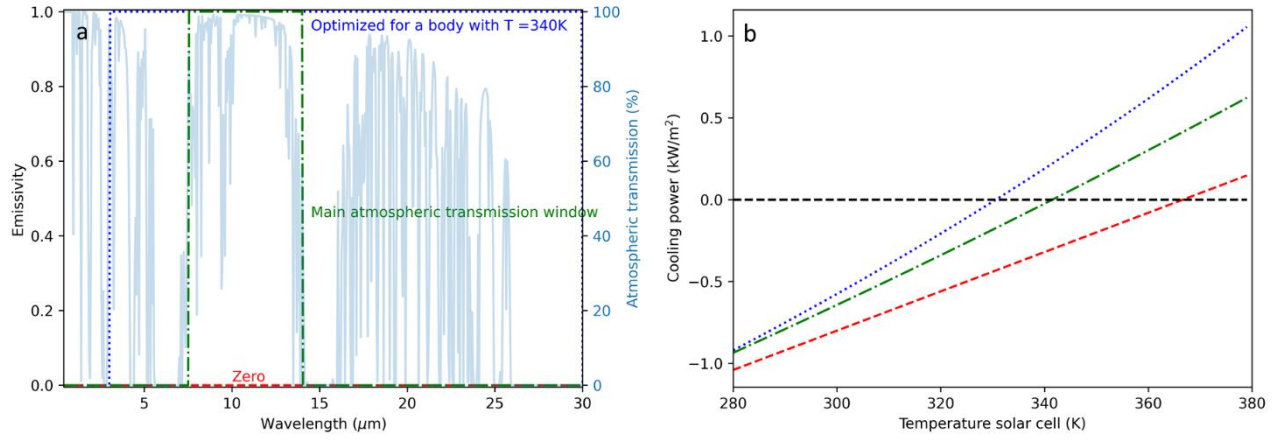 a
Optimized for a body with T =340K
Main atmospheric transmission window
Zero
Emissivity
1.0
0.8
0.6
0.4
0.2
0.0
100
80
60
40
20
0
Atmospheric transmission (%)
5
10
15
20
25
30
Wavelength (μm)
b
Cooling power (kW/m²)
1.0
0.5
0.0
−0.5
−1.0
280
300
320
340
360
380
Temperature solar cell (K)